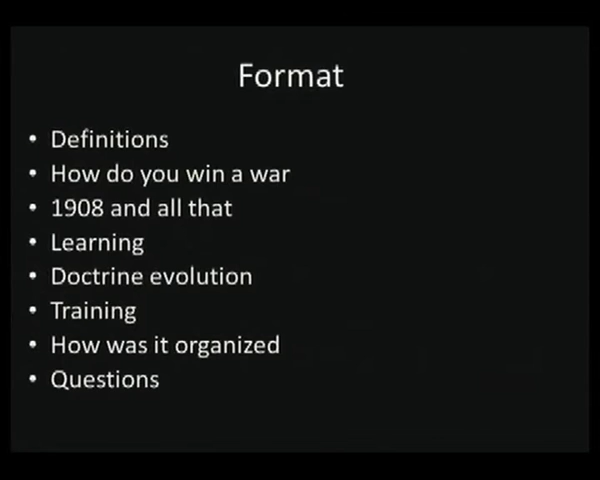 Format
• Definitions
• How do you win a war
• 1908 and all that
• Learning
• Doctrine evolution
• Training
• How was it organized
• Questions